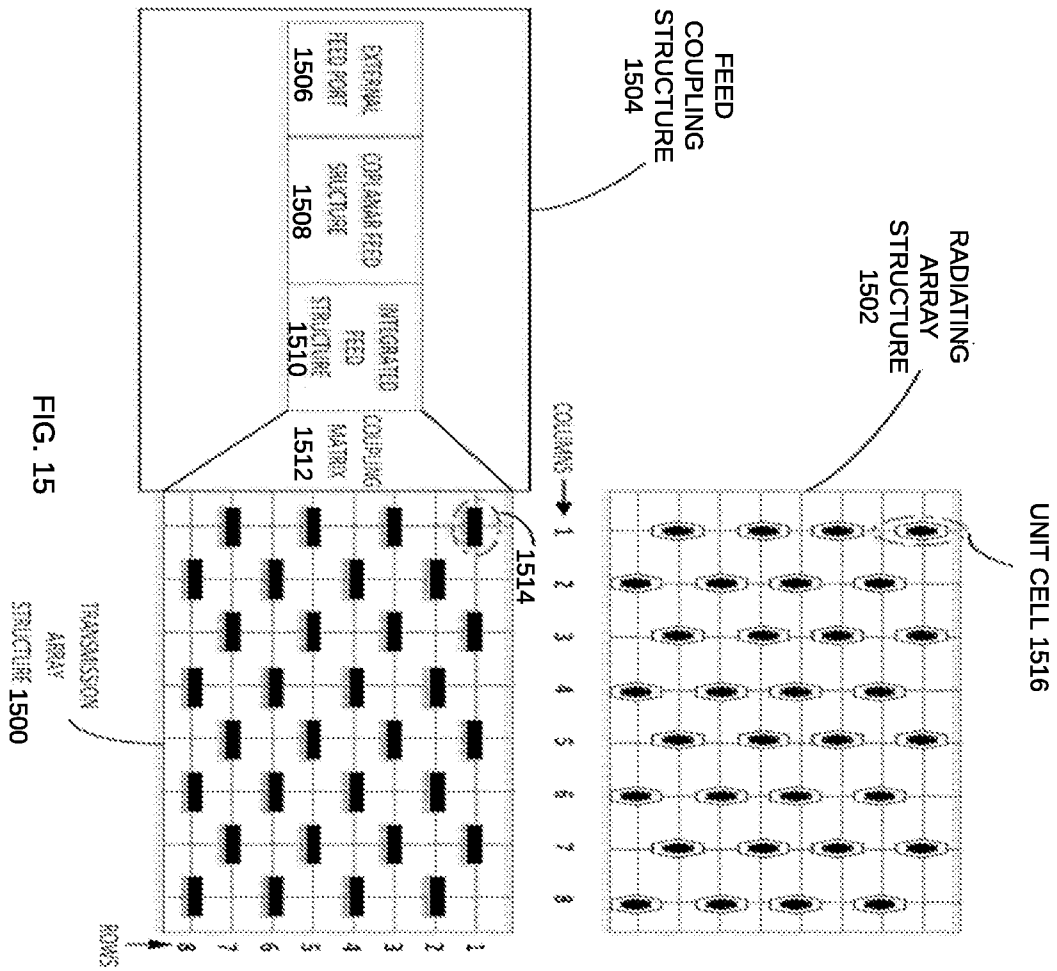 UNIT CELL 1516
RADIATING
ARRAY
STRUCTURE
1502
FEED
COUPLING
STRUCTURE
1504
COLUMNS
1 2 3 4 5 6 7 8
1514
ROWS
1
2
3
4
5
6
7
8
EXTERNAL
FEED PORT
1506
COPLANAR FEED
SRUCTURE
1508
INTEGRATED
FEED
STRUCTURE
1510
COUPLING
MATRIX
1512
TRANSMISSON
ARRAY
STRUCTURE 1500
FIG. 15